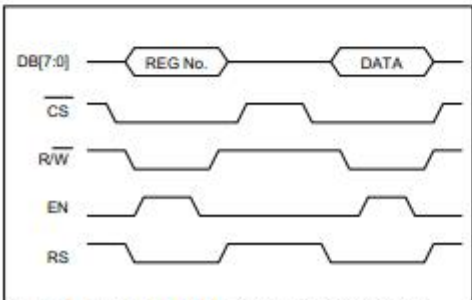 DB[7:0] REG No. DATA
CS
R/W
EN
RS